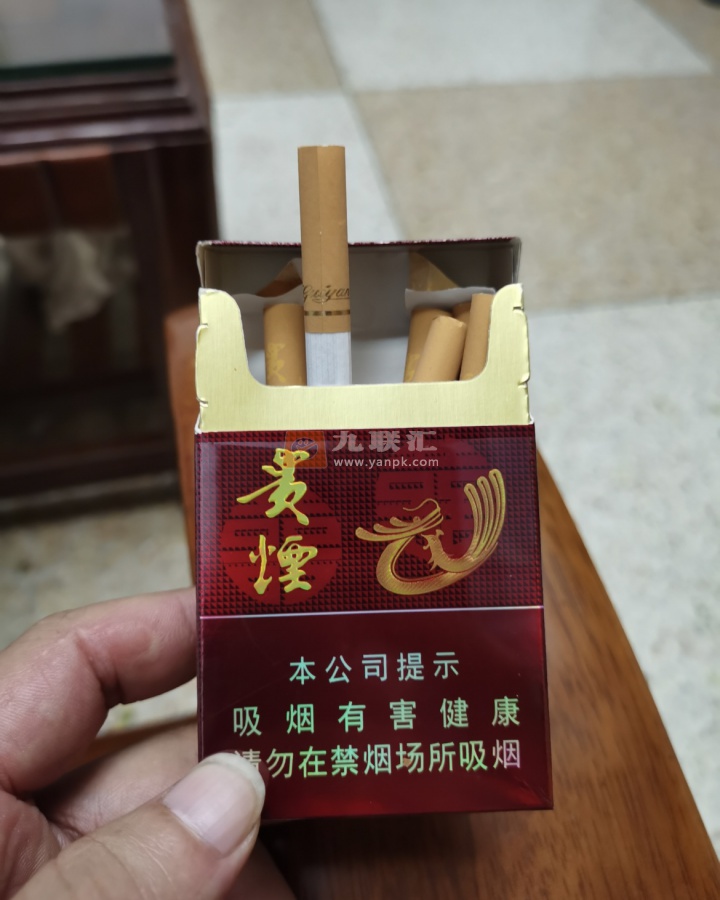 Guiyan
九联汇
www.yanpk.com
贵
煙
本公司提示
吸烟有害健康
请勿在禁烟场所吸烟